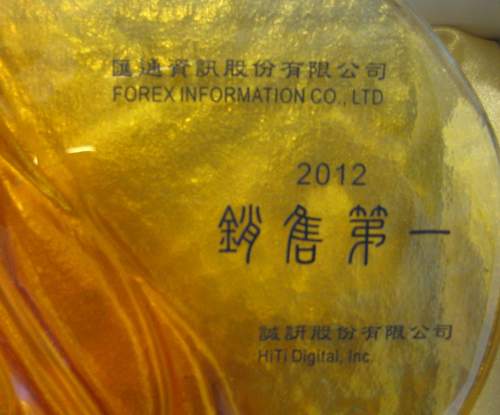 匯通資訊股份有限公司
FOREX INFORMATION CO., LTD
2012
銷售第一
誠研股份有限公司
HiTi Digital, Inc.